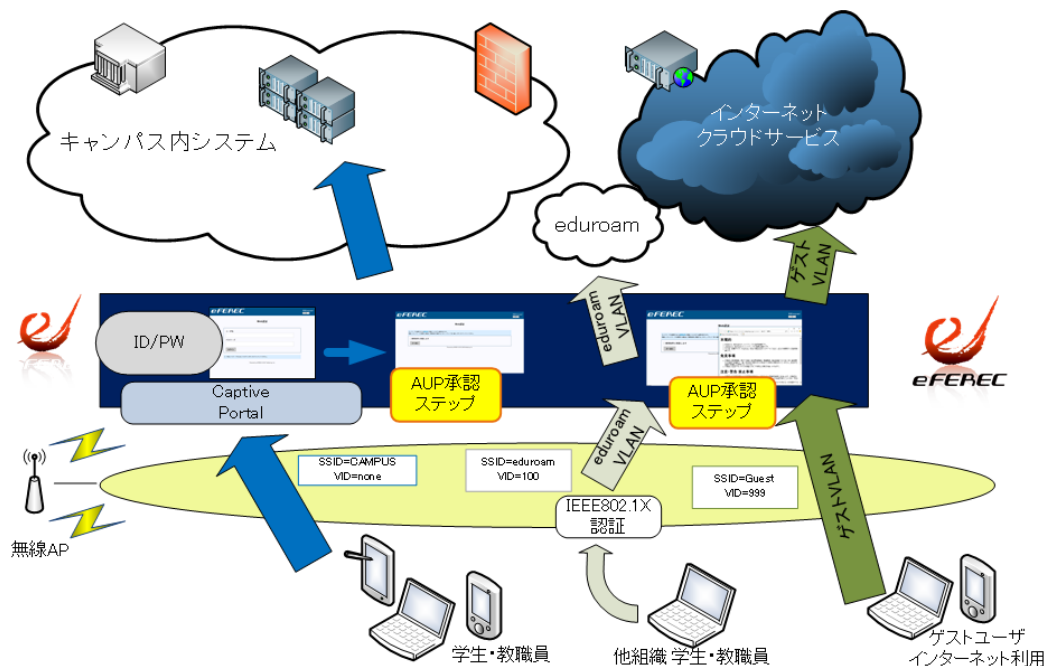 キャンパス内システム
インターネット
クラウドサービス
eduroam
ゲスト
VLAN
eduroam
VLAN
eFEREC
eFEREC
eFEREC
ID/PW
Captive
Portal
AUP承認
ステップ
AUP承認
ステップ
eFEREC
eduroam
VLAN
SSID=CAMPUS
VID=none
SSID=eduroam
VID=100
SSID=Guest
VID=999
IEEE802.1X
認証
ゲストVLAN
無線AP
学生・教職員
他組織 学生・教職員
ゲストユーザ
インターネット利用